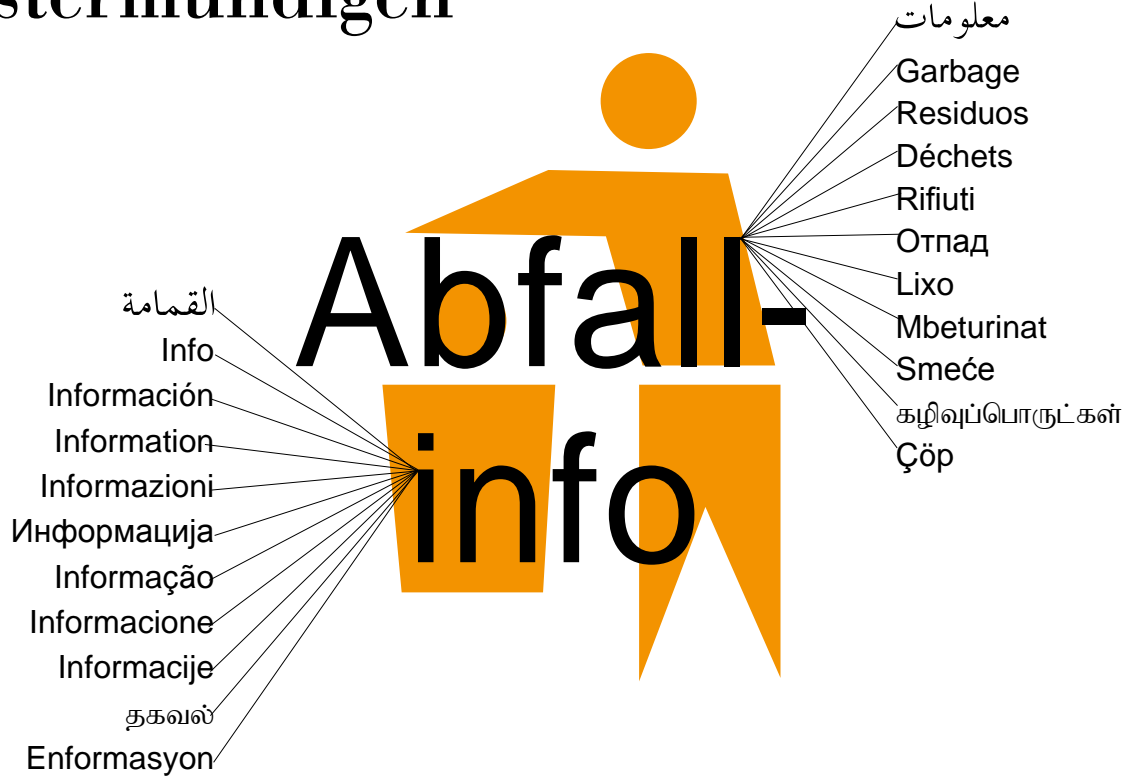 stermundigen
معلومات
Garbage
Residuos
Déchets
Rifiuti
Отпад
Lixo
Mbeturinat
Smeće
கழிவுப்பொருட்கள்
Çöp
Abfall-
info
القمامة
Info
Información
Information
Informazioni
Информација
Informação
Informacione
Informacije
தகவல்
Enformasyon